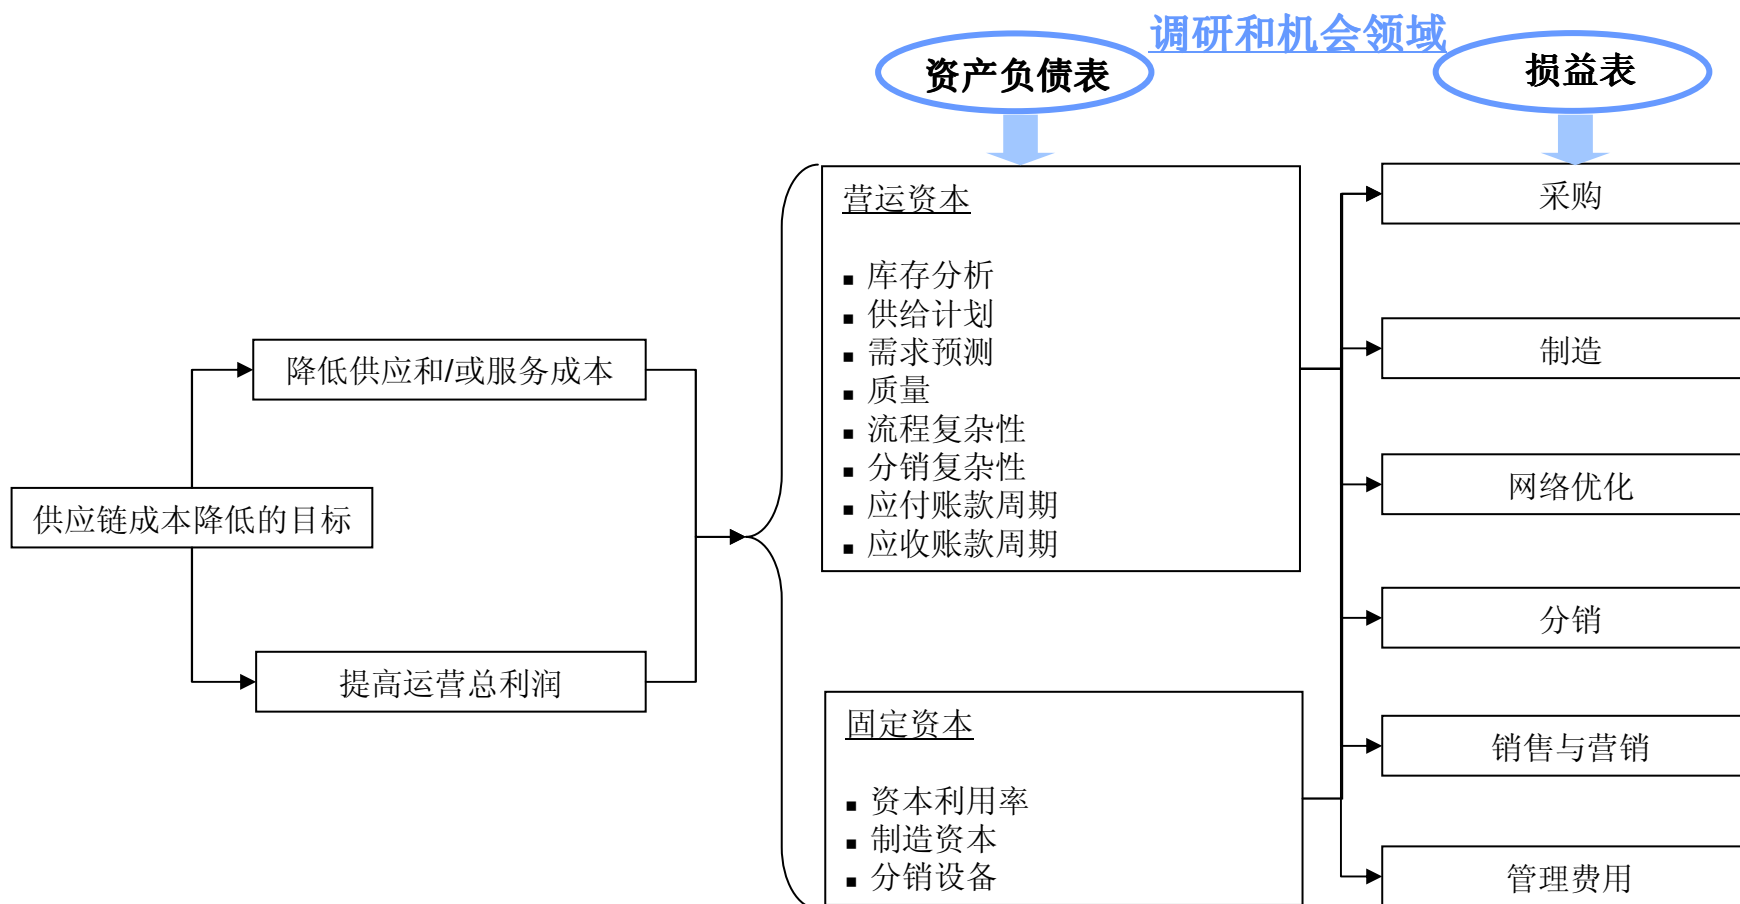 调研和机会领域
资产负债表
损益表
供应链成本降低的目标
降低供应和/或服务成本
提高运营总利润
营运资本
▪ 库存分析
▪ 供给计划
▪ 需求预测
▪ 质量
▪ 流程复杂性
▪ 分销复杂性
▪ 应付账款周期
▪ 应收账款周期
固定资本
▪ 资本利用率
▪ 制造资本
▪ 分销设备
采购
制造
网络优化
分销
销售与营销
管理费用